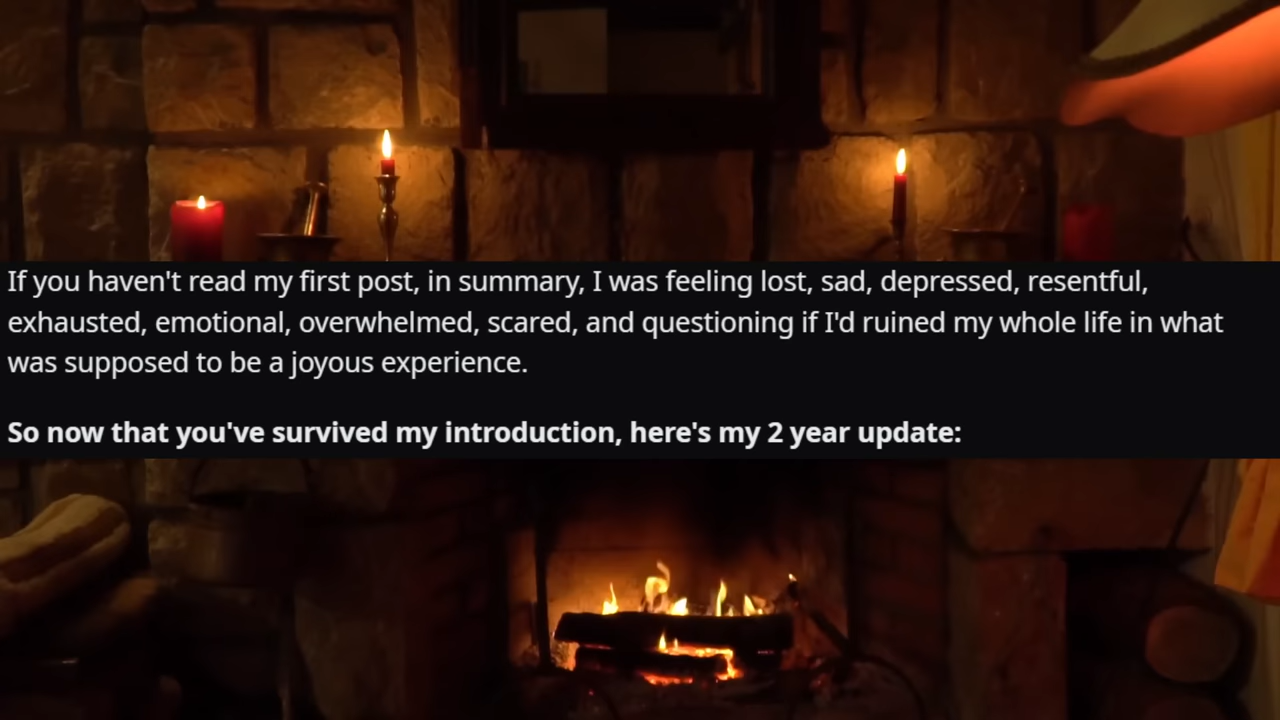 If you haven't read my first post, in summary, I was feeling lost, sad, depressed, resentful,
exhausted, emotional, overwhelmed, scared, and questioning if I'd ruined my whole life in what
was supposed to be a joyous experience.
So now that you've survived my introduction, here's my 2 year update: